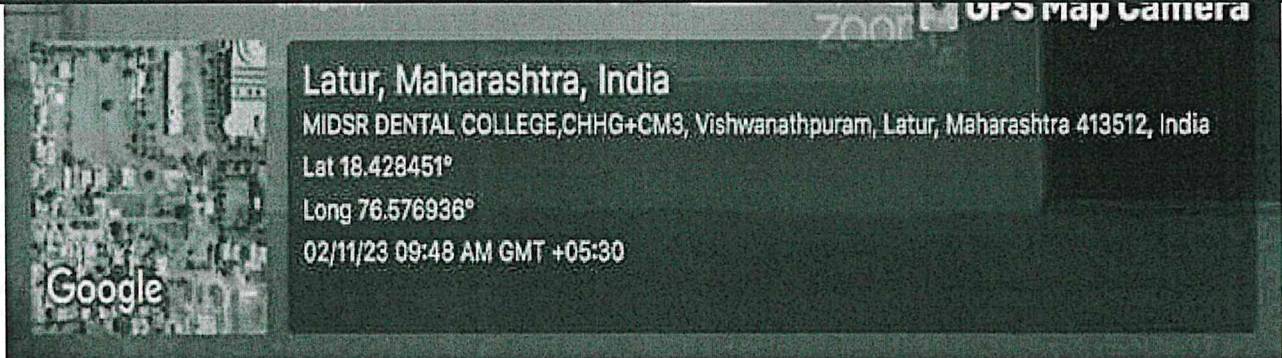 GPS Map Camera
Latur, Maharashtra, India
MIDSR DENTAL COLLEGE,CHHG+CM3, Vishwanathpuram, Latur, Maharashtra 413512, India
Lat 18.428451°
Long 76.576936°
02/11/23 09:48 AM GMT +05:30
Google